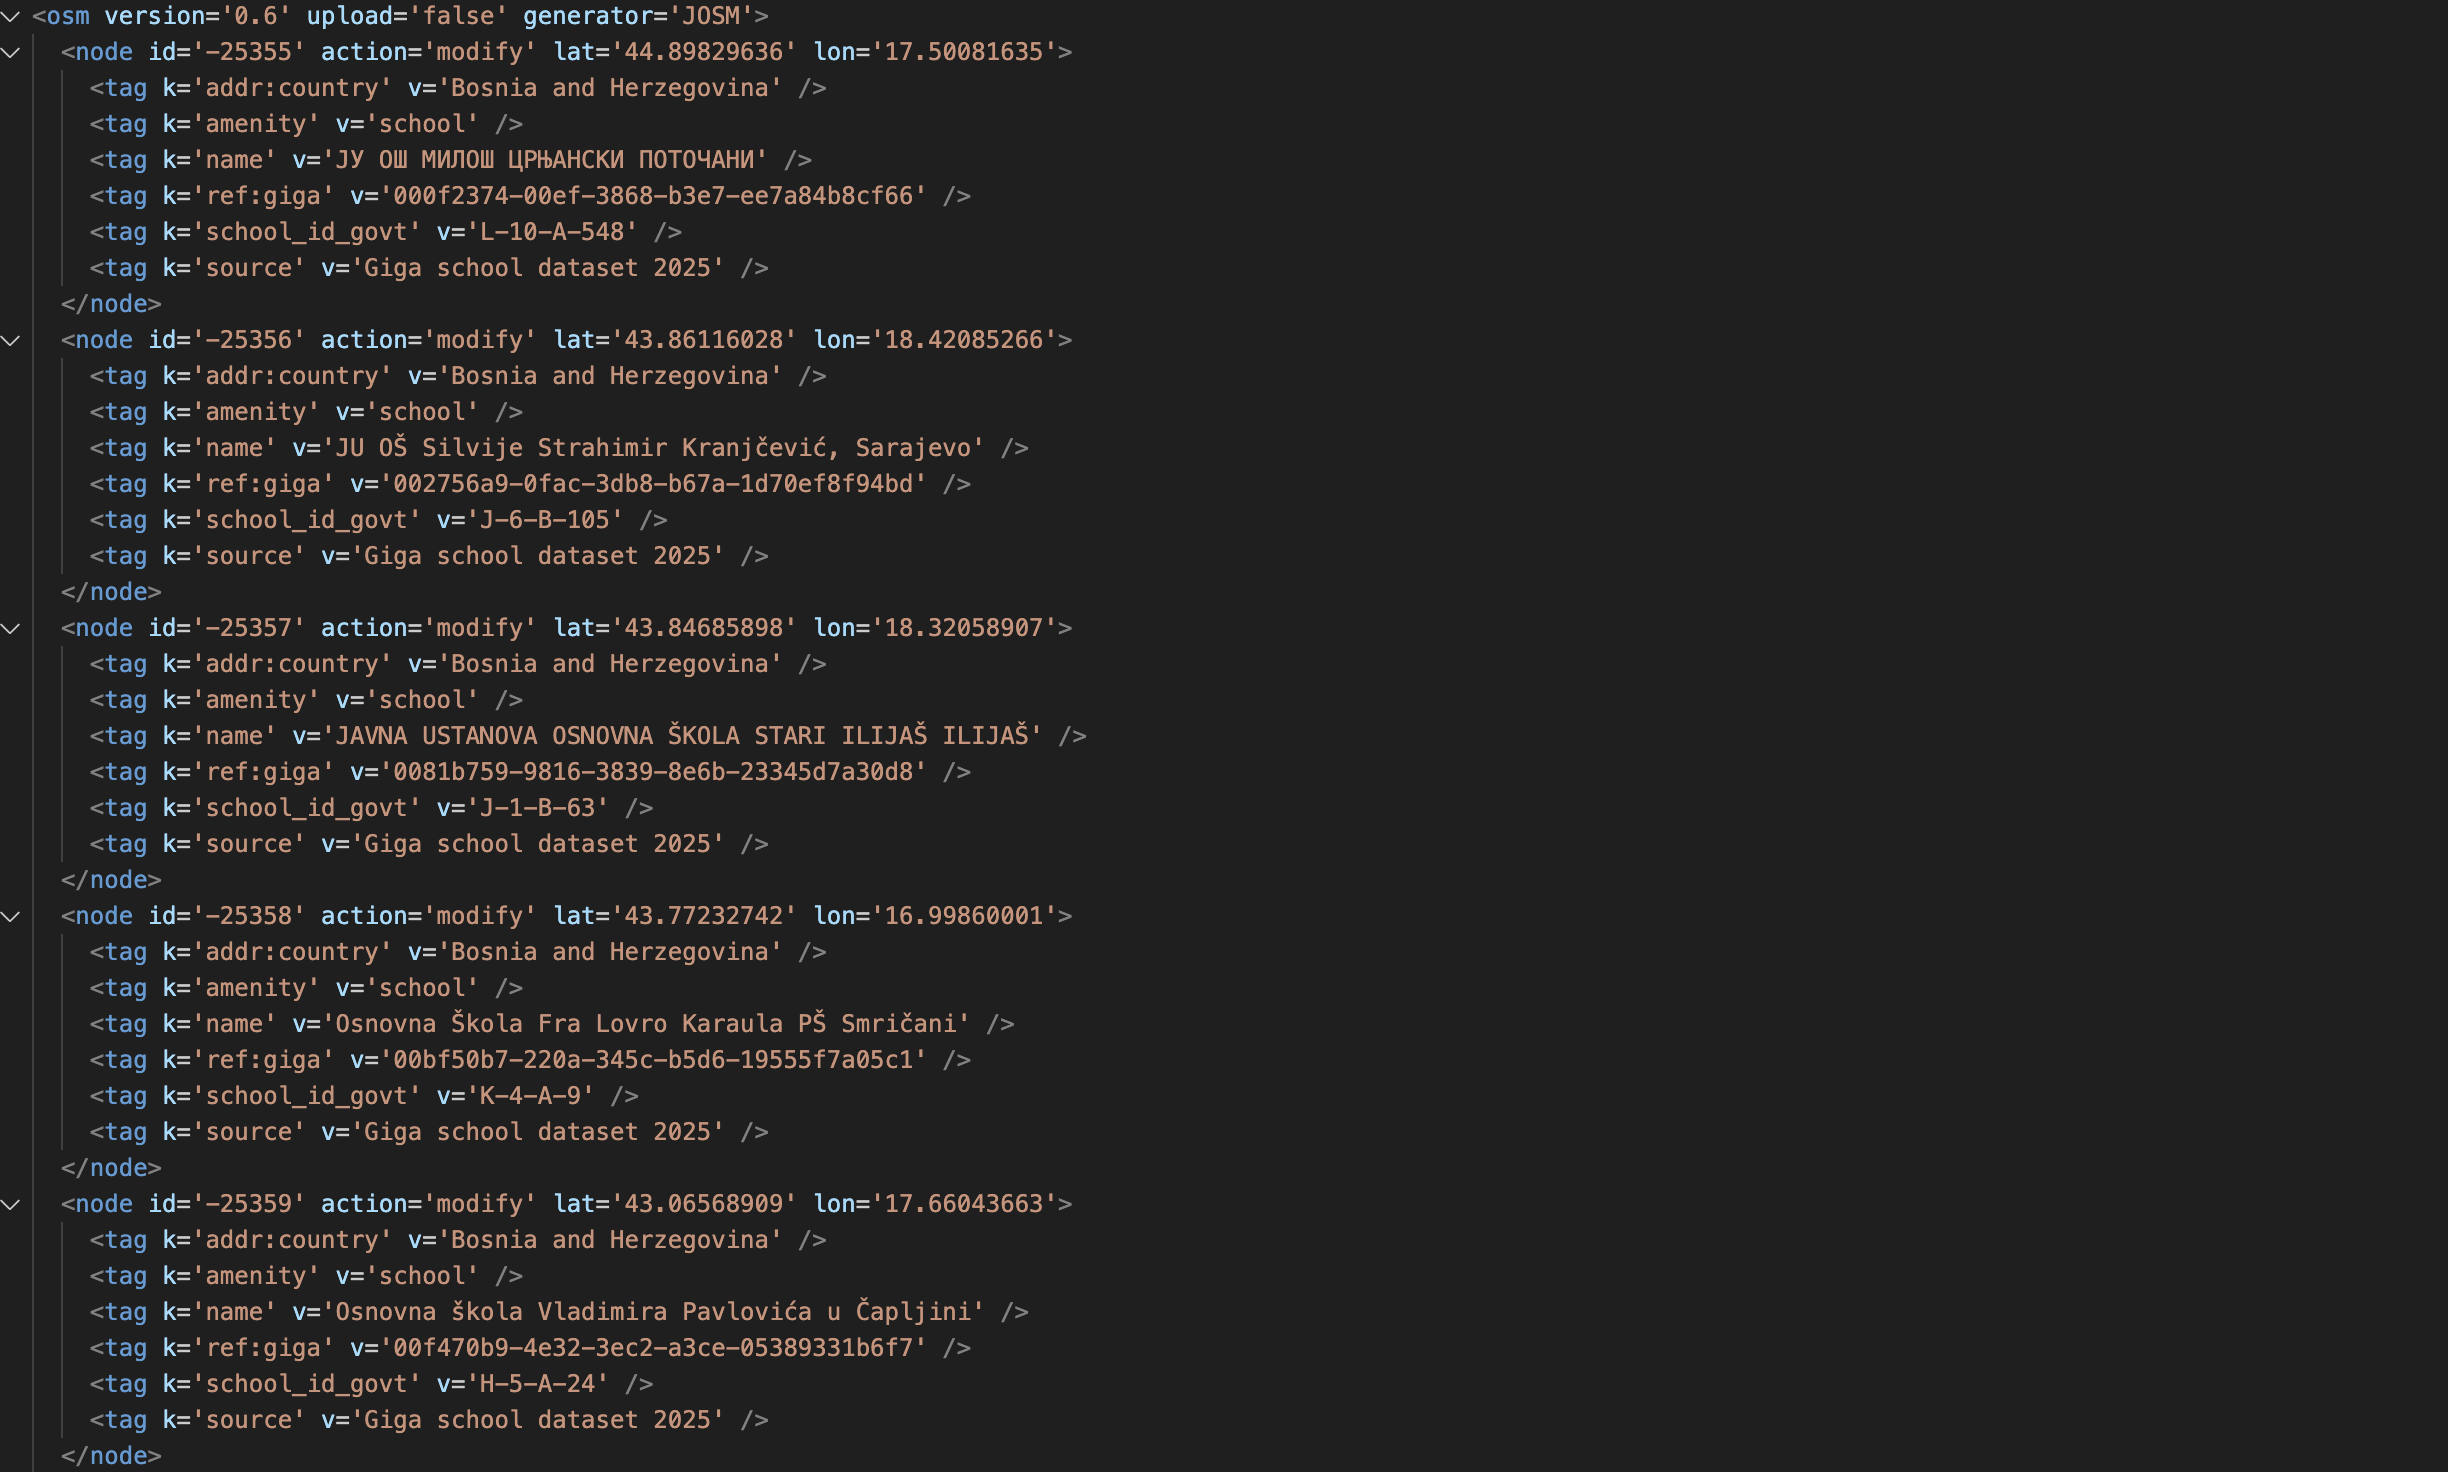 <osm version='0.6' upload='false' generator='JOSM'>
<node id='-25355' action='modify' lat='44.89829636' lon='17.50081635'>
<tag k='addr:country' v='Bosnia and Herzegovina' />
<tag k='amenity' v='school' />
<tag k='name' v='ЈУ ОШ МИЛОШ ЦРЊАНСКИ ПОТОЧАНИ' />
<tag k='ref:giga' v='000f2374-00ef-3868-b3e7-ee7a84b8cf66' />
<tag k='school_id_govt' v='L-10-A-548' />
<tag k='source' v='Giga school dataset 2025' />
</node>
<node id='-25356' action='modify' lat='43.86116028' lon='18.42085266'>
<tag k='addr:country' v='Bosnia and Herzegovina' />
<tag k='amenity' v='school' />
<tag k='name' v='JU OŠ Silvije Strahimir Kranjčević, Sarajevo' />
<tag k='ref:giga' v='002756a9-0fac-3db8-b67a-1d70ef8f94bd' />
<tag k='school_id_govt' v='J-6-B-105' />
<tag k='source' v='Giga school dataset 2025' />
</node>
<node id='-25357' action='modify' lat='43.84685898' lon='18.32058907'>
<tag k='addr:country' v='Bosnia and Herzegovina' />
<tag k='amenity' v='school' />
<tag k='name' v='JAVNA USTANOVA OSNOVNA ŠKOLA STARI ILIJAŠ ILIJAŠ' />
<tag k='ref:giga' v='0081b759-9816-3839-8e6b-23345d7a30d8' />
<tag k='school_id_govt' v='J-1-B-63' />
<tag k='source' v='Giga school dataset 2025' />
</node>
<node id='-25358' action='modify' lat='43.77232742' lon='16.99860001'>
<tag k='addr:country' v='Bosnia and Herzegovina' />
<tag k='amenity' v='school' />
<tag k='name' v='Osnovna Škola Fra Lovro Karaula PŠ Smričani' />
<tag k='ref:giga' v='00bf50b7-220a-345c-b5d6-19555f7a05c1' />
<tag k='school_id_govt' v='K-4-A-9' />
<tag k='source' v='Giga school dataset 2025' />
</node>
<node id='-25359' action='modify' lat='43.06568909' lon='17.66043663'>
<tag k='addr:country' v='Bosnia and Herzegovina' />
<tag k='amenity' v='school' />
<tag k='name' v='Osnovna škola Vladimira Pavlovića u Čapljini' />
<tag k='ref:giga' v='00f470b9-4e32-3ec2-a3ce-05389331b6f7' />
<tag k='school_id_govt' v='H-5-A-24' />
<tag k='source' v='Giga school dataset 2025' />
</node>